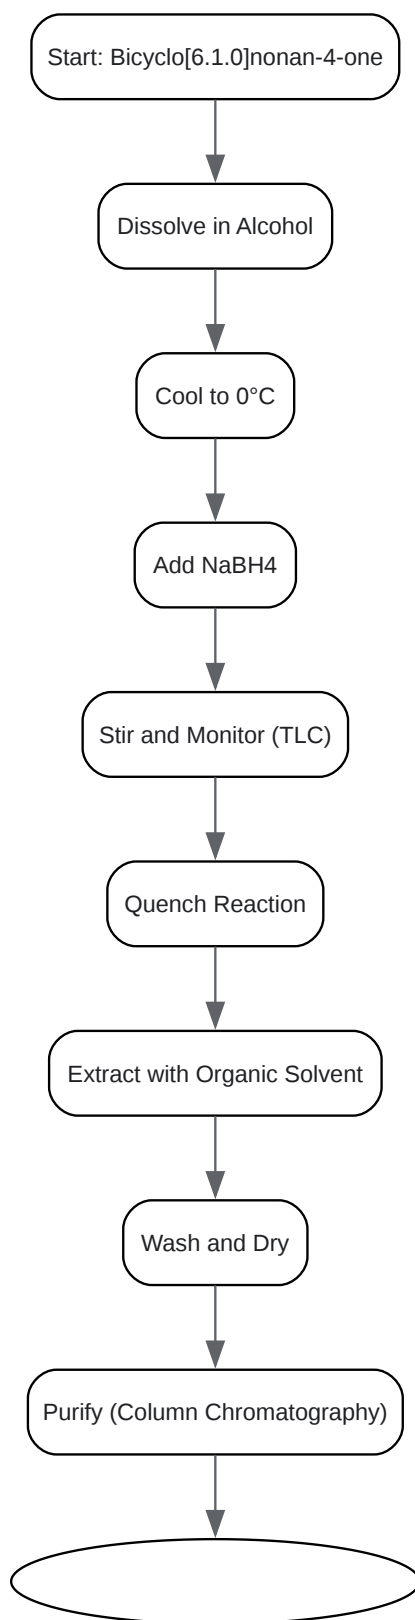 Start: Bicyclo[6.1.0]nonan-4-one
Dissolve in Alcohol
Cool to 0°C
Add NaBH4
Stir and Monitor (TLC)
Quench Reaction
Extract with Organic Solvent
Wash and Dry
Purify (Column Chromatography)